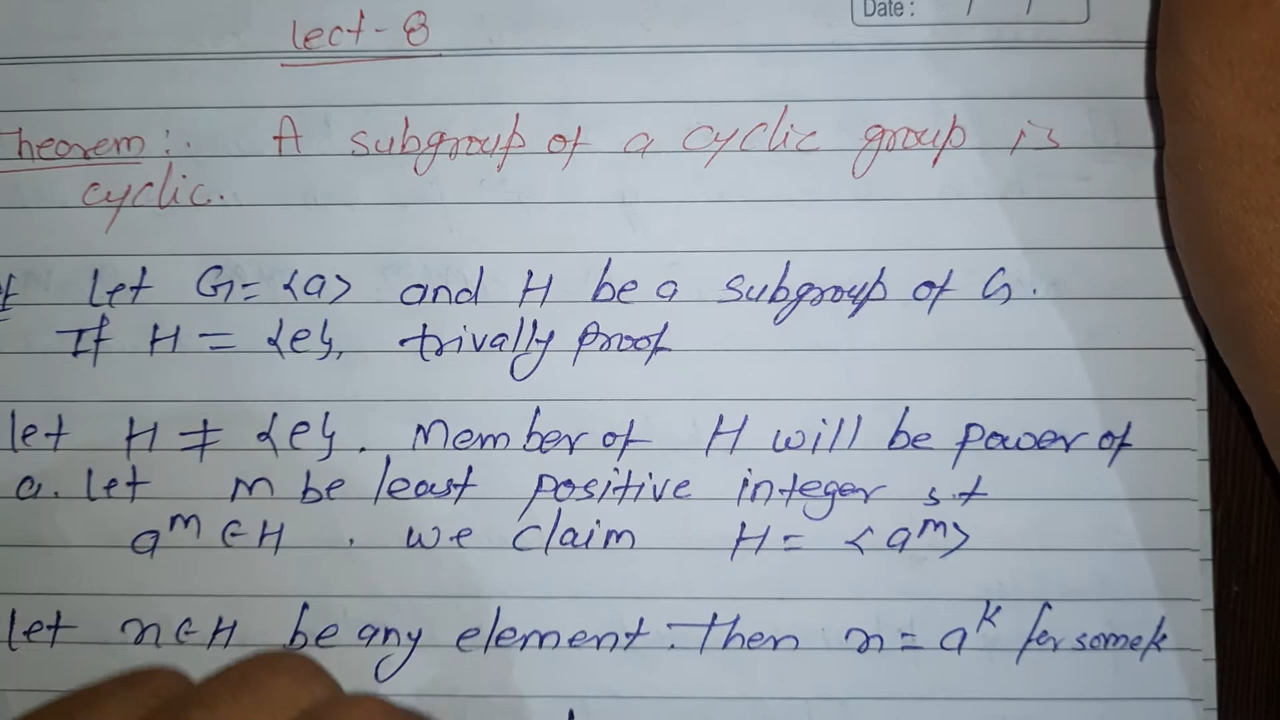 Date : / /
Lect - 8
Theorem :. A subgroup of a cyclic group is
cyclic.
Let G = <a> and H be a subgroup of G.
If H = {e}, trivally proof
let H ≠ {e}. Member of H will be power of
a. let m be least positive integer s.t
a^m ∈ H . we claim H = <a^m>
let x ∈ H be any element. Then x = a^k for some k